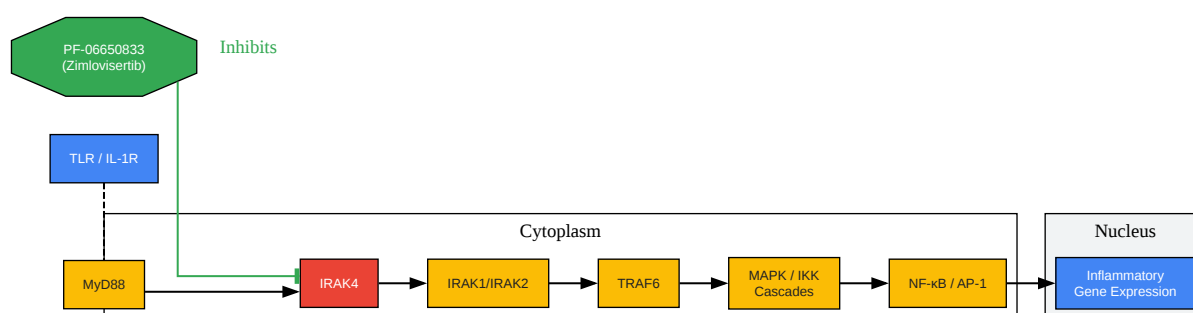 PF-06650833
(Zimlovisertib)
Inhibits
TLR / IL-1R
Cytoplasm
Nucleus
MyD88
IRAK4
IRAK1/IRAK2
TRAF6
MAPK / IKK
Cascades
NF-κB / AP-1
Inflammatory
Gene Expression